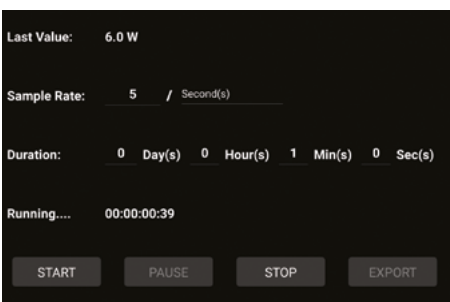 Last Value: 6.0 W
Sample Rate: 5 / Second(s)
Duration: 0 Day(s) 0 Hour(s) 1 Min(s) 0 Sec(s)
Running.... 00:00:00:39
START PAUSE STOP EXPORT